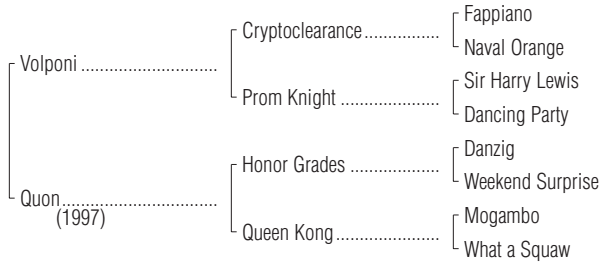 Fappiano
Cryptoclearance..................
Naval Orange
Volponi ................................
Sir Harry Lewis
Prom Knight .......................
Dancing Party
Danzig
Honor Grades .....................
Weekend Surprise
Quon....................................
(1997)
Mogambo
Queen Kong........................
What a Squaw